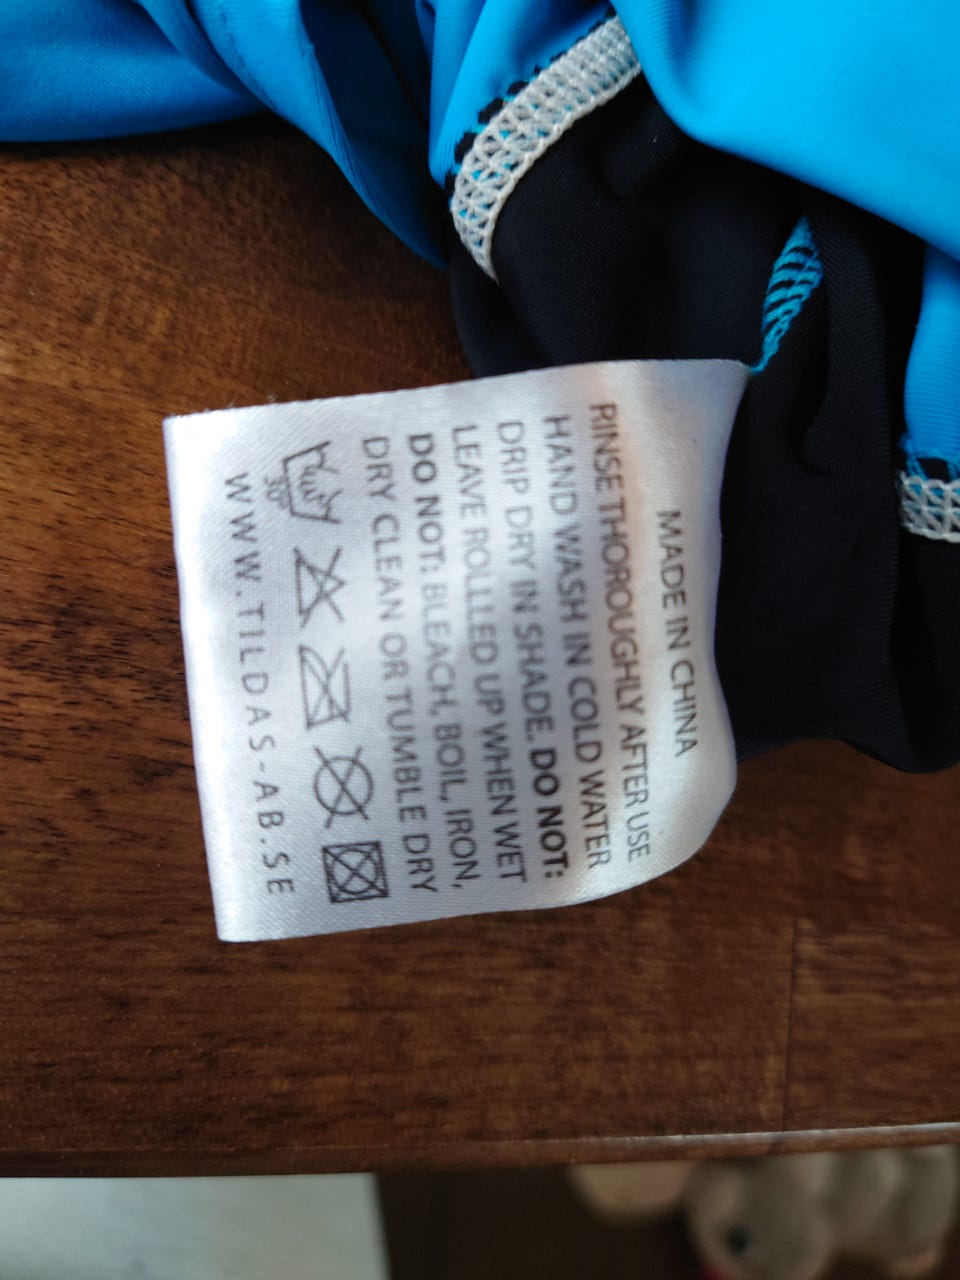 MADE IN CHINA
RINSE THOROUGHLY AFTER USE
HAND WASH IN COLD WATER
DRIP DRY IN SHADE. DO NOT:
LEAVE ROLLLED UP WHEN WET
DO NOT: BLEACH, BOIL, IRON,
DRY CLEAN OR TUMBLE DRY
30°
WWW.TILDAS-AB.SE